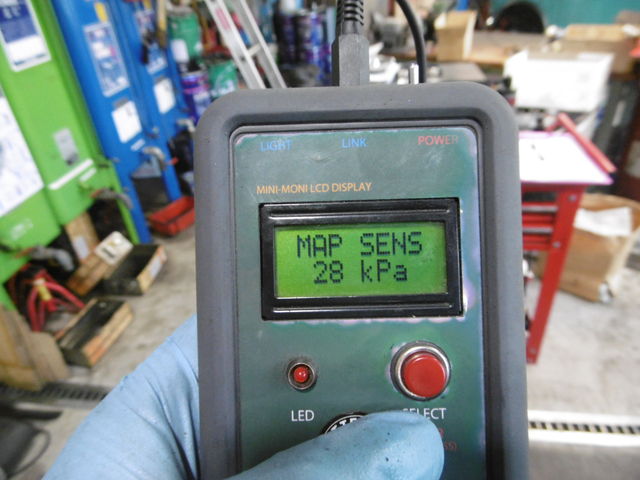 LIGHT LINK POWER
MINI-MONI LCD DISPLAY
MAP SENS
28 kPa
LED SELECT